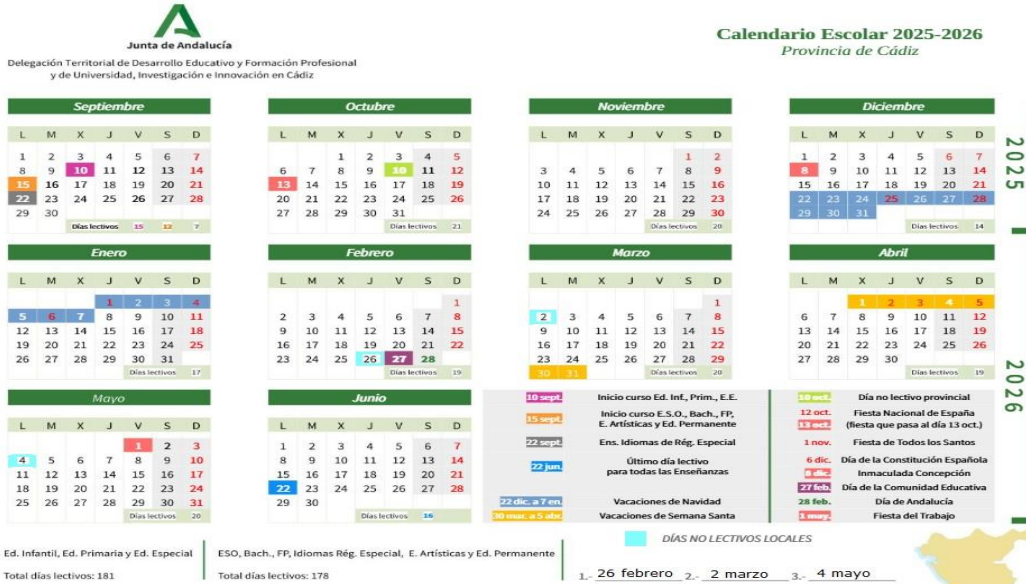 Junta de Andalucía
Delegación Territorial de Desarrollo Educativo y Formación Profesional
y de Universidad, Investigación e Innovación en Cádiz
Calendario Escolar 2025-2026
Provincia de Cádiz
Septiembre
L M X J V S D
1 2 3 4 5 6 7
8 9 10 11 12 13 14
15 16 17 18 19 20 21
22 23 24 25 26 27 28
29 30
Días lectivos 15 12 7
Octubre
L M X J V S D
1 2 3 4 5
6 7 8 9 10 11 12
13 14 15 16 17 18 19
20 21 22 23 24 25 26
27 28 29 30 31
Días lectivos 21
Noviembre
L M X J V S D
1 2
3 4 5 6 7 8 9
10 11 12 13 14 15 16
17 18 19 20 21 22 23
24 25 26 27 28 29 30
Días lectivos 20
Diciembre
L M X J V S D
1 2 3 4 5 6 7
8 9 10 11 12 13 14
15 16 17 18 19 20 21
22 23 24 25 26 27 28
29 30 31
Días lectivos 14
2025
Enero
L M X J V S D
1 2 3 4
5 6 7 8 9 10 11
12 13 14 15 16 17 18
19 20 21 22 23 24 25
26 27 28 29 30 31
Días lectivos 17
Febrero
L M X J V S D
1
2 3 4 5 6 7 8
9 10 11 12 13 14 15
16 17 18 19 20 21 22
23 24 25 26 27 28
Días lectivos 19
Marzo
L M X J V S D
1
2 3 4 5 6 7 8
9 10 11 12 13 14 15
16 17 18 19 20 21 22
23 24 25 26 27 28 29
30 31
Días lectivos 20
Abril
L M X J V S D
1 2 3 4 5
6 7 8 9 10 11 12
13 14 15 16 17 18 19
20 21 22 23 24 25 26
27 28 29 30
Días lectivos 19
2026
Mayo
L M X J V S D
1 2 3
4 5 6 7 8 9 10
11 12 13 14 15 16 17
18 19 20 21 22 23 24
25 26 27 28 29 30 31
Días lectivos 20
Junio
L M X J V S D
1 2 3 4 5 6 7
8 9 10 11 12 13 14
15 16 17 18 19 20 21
22 23 24 25 26 27 28
29 30
Días lectivos 16
10 sept. Inicio curso Ed. Inf., Prim., E.E.
15 sept. Inicio curso E.S.O., Bach., FP,
E. Artísticas y Ed. Permanente
22 sept. Ens. Idiomas de Rég. Especial
22 jun. Último día lectivo
para todas las Enseñanzas
22 dic. a 7 en. Vacaciones de Navidad
30 mar. a 5 abr. Vacaciones de Semana Santa
10 oct. Día no lectivo provincial
12 oct. Fiesta Nacional de España
13 oct. (fiesta que pasa al día 13 oct.)
1 nov. Fiesta de Todos los Santos
6 dic. Día de la Constitución Española
8 dic. Inmaculada Concepción
27 feb. Día de la Comunidad Educativa
28 feb. Día de Andalucía
1 may. Fiesta del Trabajo
Ed. Infantil, Ed. Primaria y Ed. Especial
Total días lectivos: 181
ESO, Bach., FP, Idiomas Rég. Especial, E. Artísticas y Ed. Permanente
Total días lectivos: 178
DÍAS NO LECTIVOS LOCALES
1.- 26 febrero 2.- 2 marzo 3.- 4 mayo